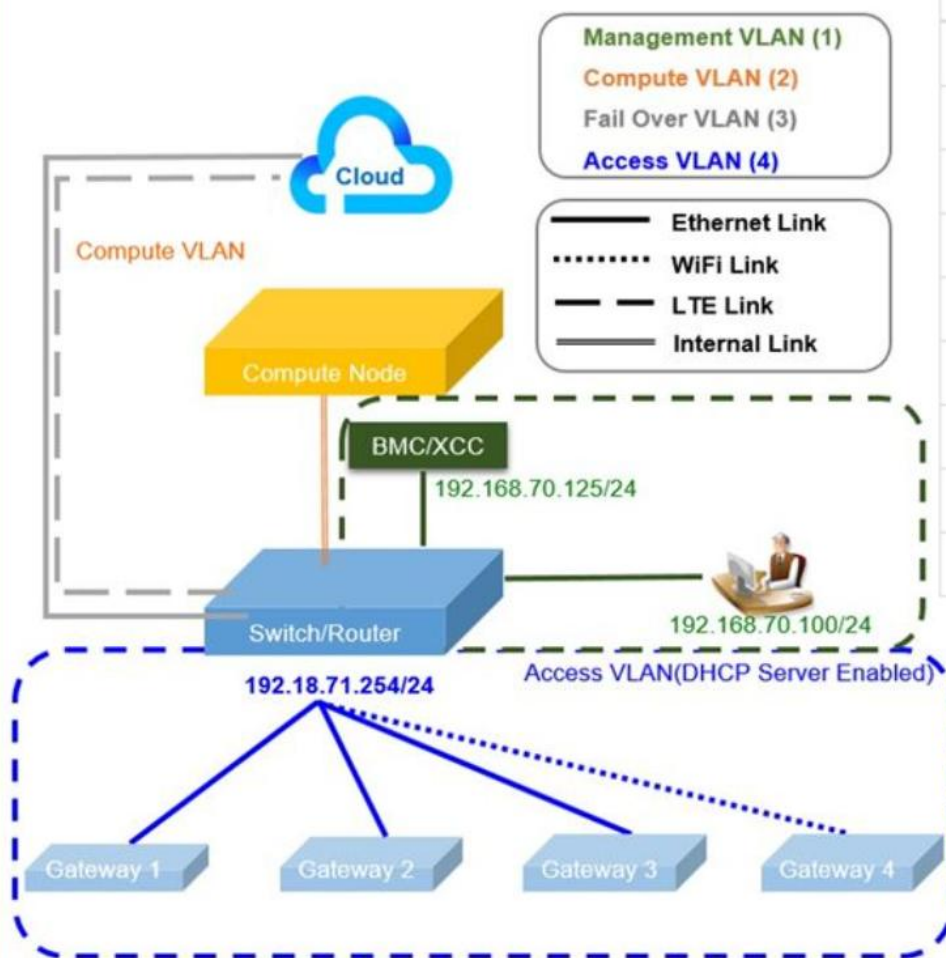 Management VLAN (1)
Compute VLAN (2)
Fail Over VLAN (3)
Access VLAN (4)
Cloud
Ethernet Link
WiFi Link
LTE Link
Internal Link
Compute VLAN
Compute Node
BMC/XCC
192.168.70.125/24
Switch/Router
192.168.70.100/24
Access VLAN(DHCP Server Enabled)
192.18.71.254/24
Gateway 1
Gateway 2
Gateway 3
Gateway 4